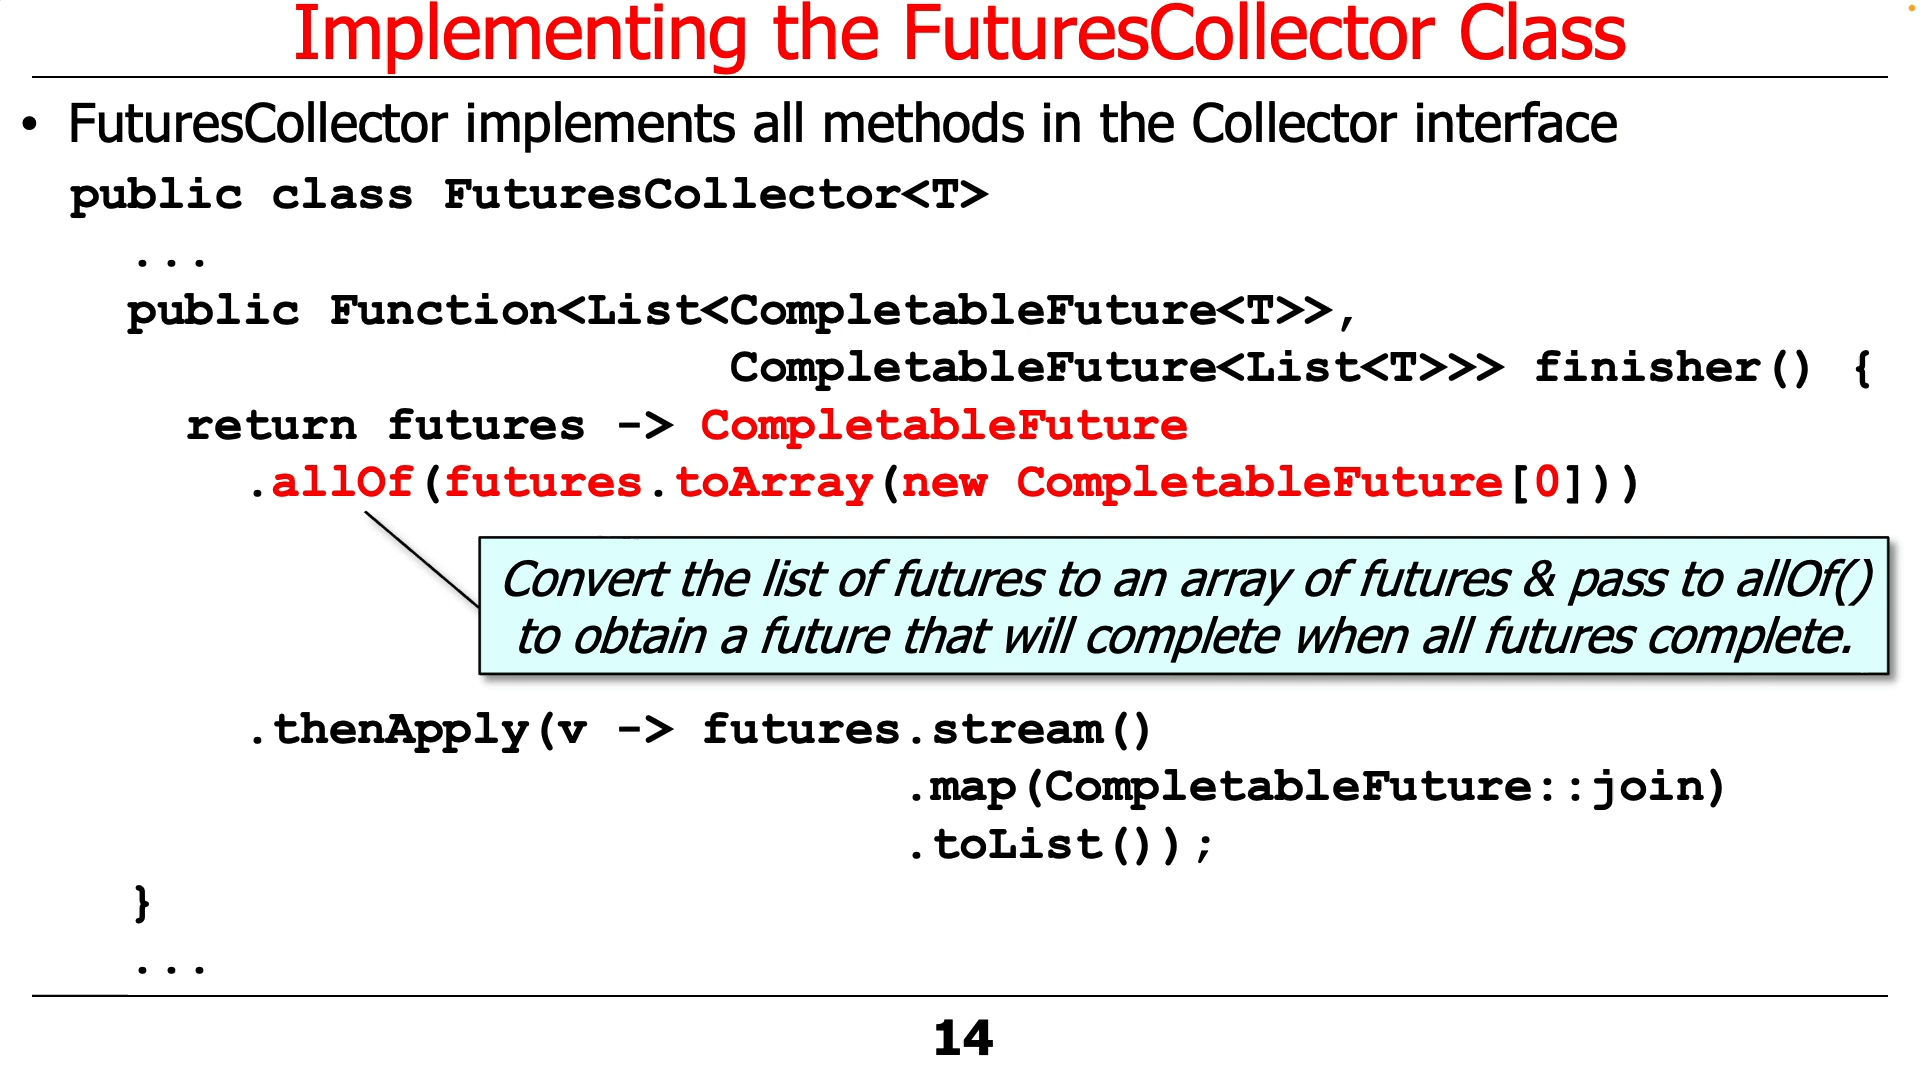 Implementing the FuturesCollector Class
• FuturesCollector implements all methods in the Collector interface
public class FuturesCollector<T>
...
public Function<List<CompletableFuture<T>>,
CompletableFuture<List<T>>> finisher() {
return futures -> CompletableFuture
.allOf(futures.toArray(new CompletableFuture[0]))
Convert the list of futures to an array of futures & pass to allOf()
to obtain a future that will complete when all futures complete.
.thenApply(v -> futures.stream()
.map(CompletableFuture::join)
.toList());
}
...
14